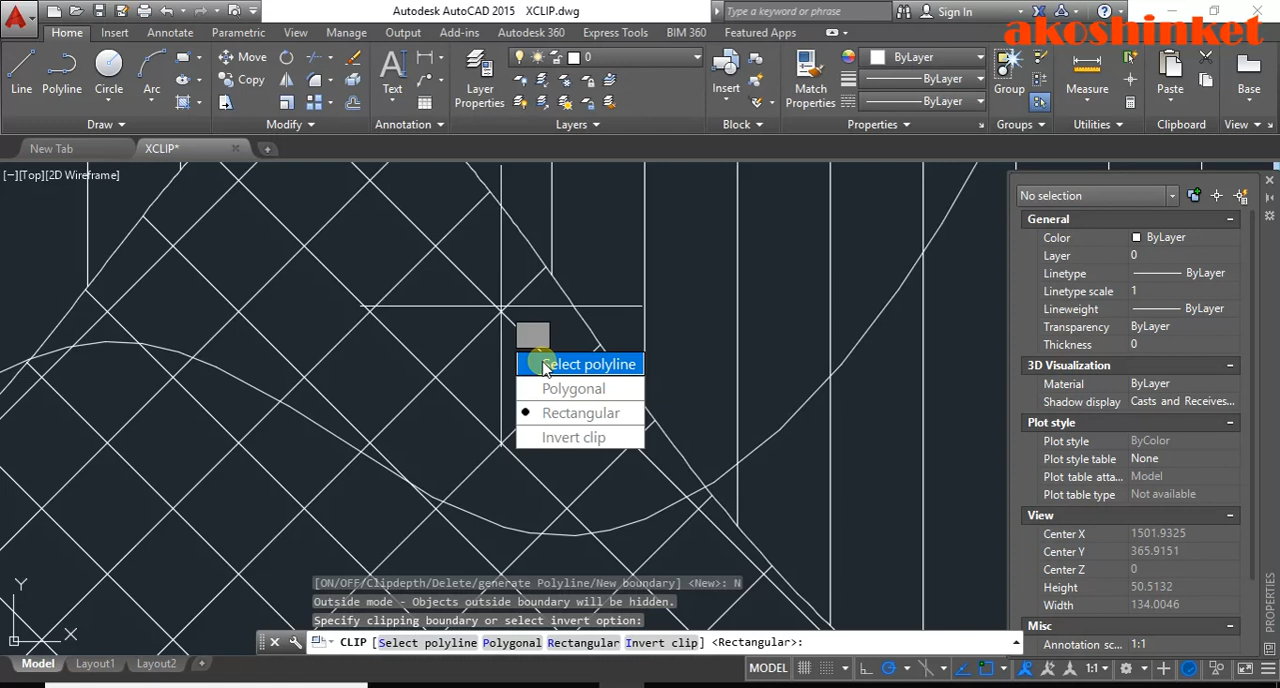 Autodesk AutoCAD 2015 XCLIP.dwg
Type a keyword or phrase
Sign In
akoshinket
Home Insert Annotate Parametric View Manage Output Add-ins Autodesk 360 Express Tools BIM 360 Featured Apps
Line Polyline Circle Arc
Move
Copy
Text
Layer
Properties
0
Insert
Match
Properties
ByLayer
ByLayer
ByLayer
Group
Measure
Paste
Base
Draw Modify Annotation Layers Block Properties Groups Utilities Clipboard View
New Tab XCLIP*
[−][Top][2D Wireframe]
No selection
General
Color ByLayer
Layer 0
Linetype ByLayer
Linetype scale 1
Lineweight ByLayer
Transparency ByLayer
Thickness 0
3D Visualization
Material ByLayer
Shadow display Casts and Receives...
Plot style
Plot style ByColor
Plot style table None
Plot table atta... Model
Plot table type Not available
View
Center X 1501.9325
Center Y 365.9151
Center Z 0
Height 50.5132
Width 134.0046
Misc
Annotation sc... 1:1
PROPERTIES
Select polyline
Polygonal
Rectangular
Invert clip
[ON/OFF/Clipdepth/Delete/generate Polyline/New boundary] <New>: N
Outside mode - Objects outside boundary will be hidden.
Specify clipping boundary or select invert option:
CLIP [Select polyline Polygonal Rectangular Invert clip] <Rectangular>:
Y
X
Model Layout1 Layout2 +
MODEL 1:1